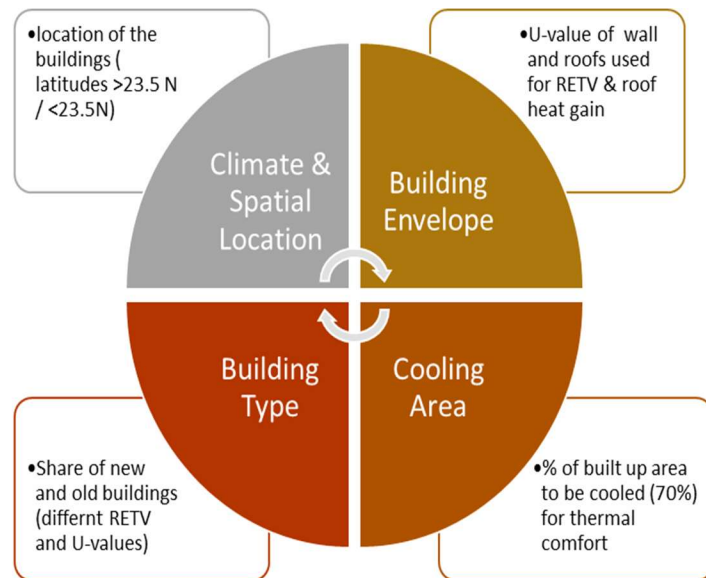 •location of the
buildings (
latitudes >23.5 N
/ <23.5N)
Climate &
Spatial
Location
•U-value of wall
and roofs used
for RETV & roof
heat gain
Building
Envelope
Building
Type
•Share of new
and old buildings
(differnt RETV
and U-values)
Cooling
Area
•% of built up area
to be cooled (70%)
for thermal
comfort